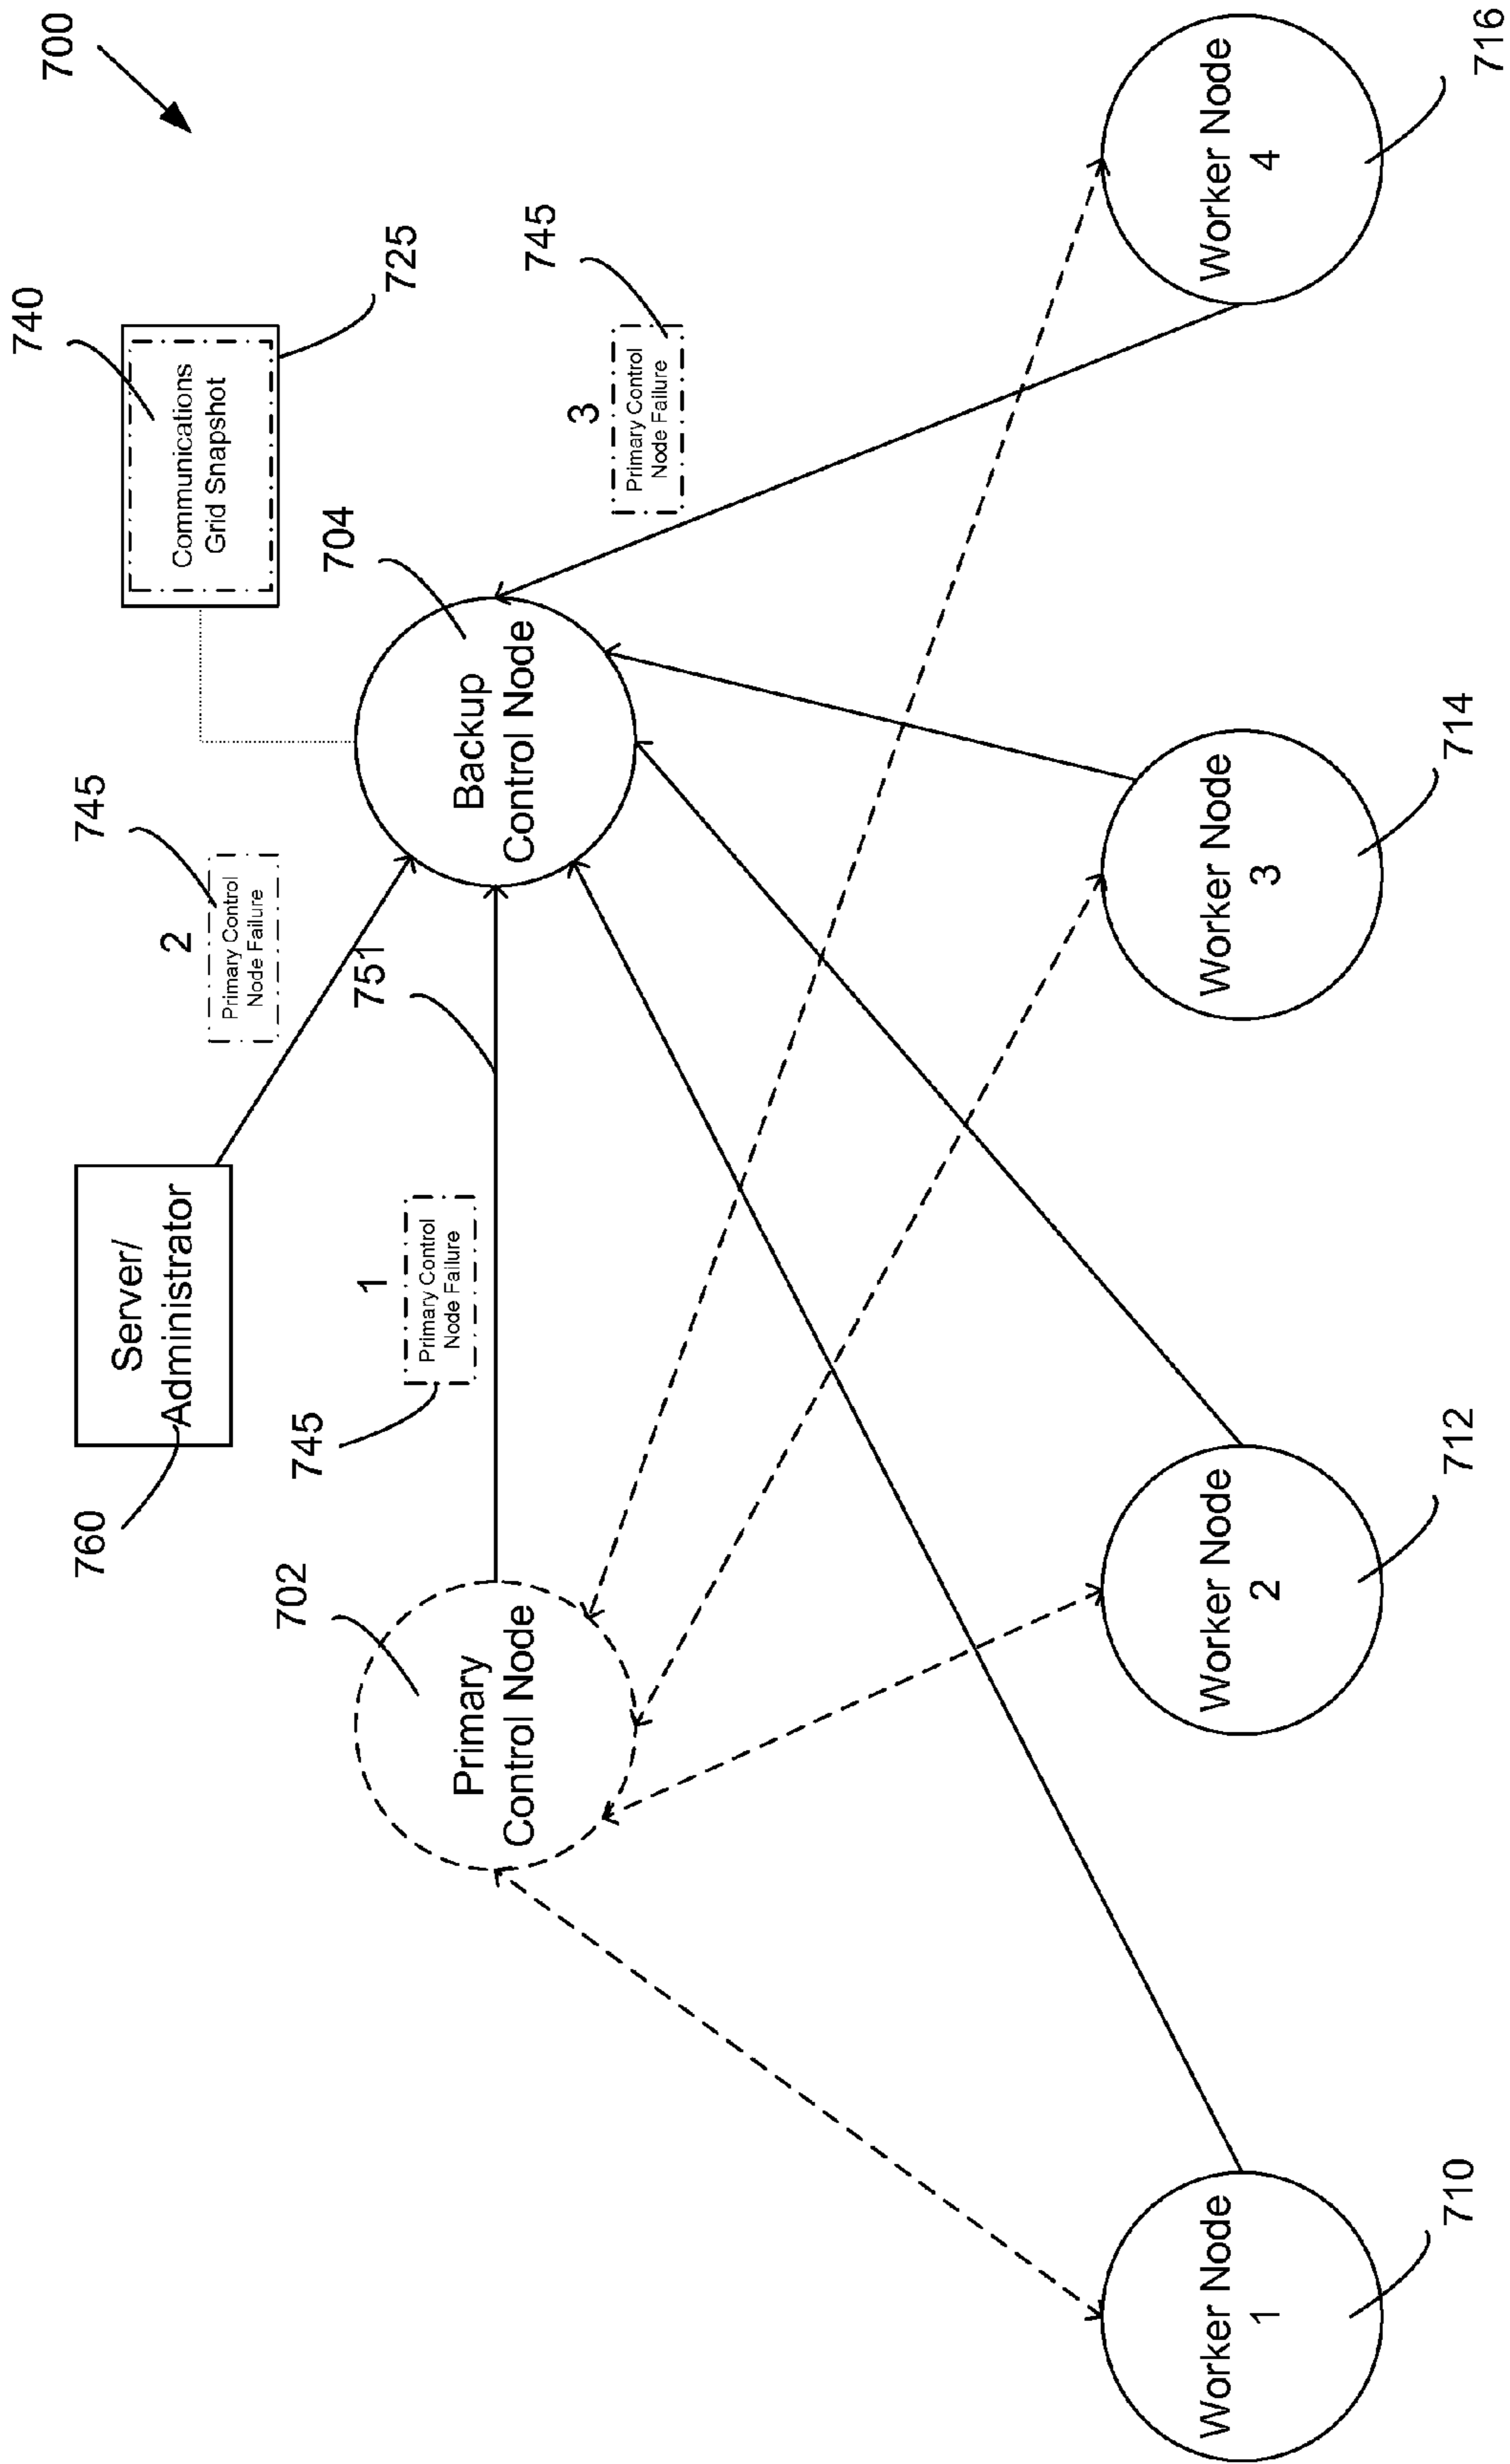 700
740
Communications
Grid Snapshot
725
745
2
Primary Control
Node Failure
Server/
Administrator
760
751
704
3
Primary Control
Node Failure
745
1
Primary Control
Node Failure
745
702
Primary
Control Node
Backup
Control Node
Worker Node
1
710
Worker Node
2
712
Worker Node
3
714
Worker Node
4
716